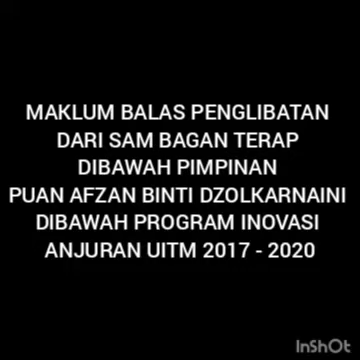 MAKLUM BALAS PENGLIBATAN
DARI SAM BAGAN TERAP
DIBAWAH PIMPINAN
PUAN AFZAN BINTI DZOLKARNAINI
DIBAWAH PROGRAM INOVASI
ANJURAN UITM 2017 - 2020
InShOt